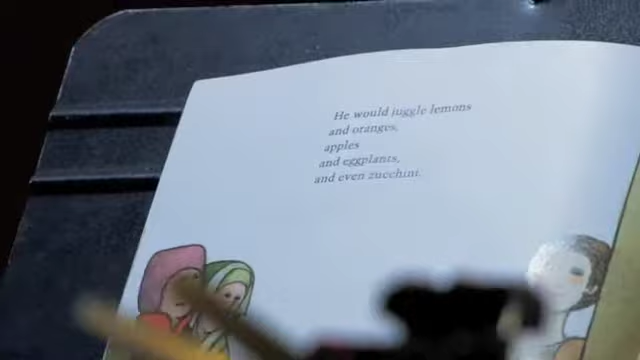 He would juggle lemons
and oranges,
apples
and eggplants,
and even zucchini.